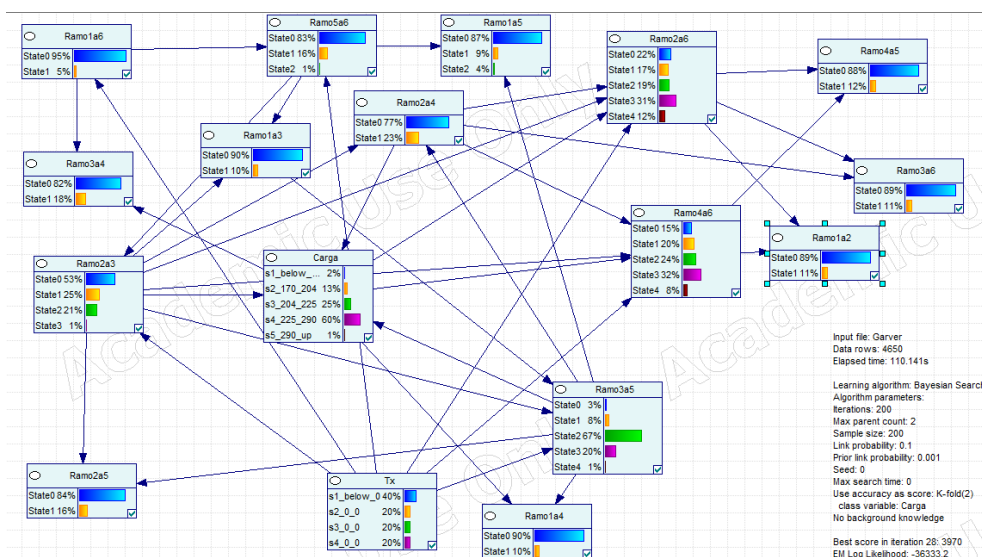 Ramo1a6
State0 95%
State1 5%
Ramo5a6
State0 83%
State1 16%
State2 1%
Ramo1a5
State0 87%
State1 9%
State2 4%
Ramo2a6
State0 22%
State1 17%
State2 19%
State3 31%
State4 12%
Ramo4a5
State0 88%
State1 12%
Ramo2a4
State0 77%
State1 23%
Ramo1a3
State0 90%
State1 10%
Ramo3a4
State0 82%
State1 18%
Ramo3a6
State0 89%
State1 11%
Ramo4a6
State0 15%
State1 20%
State2 24%
State3 32%
State4 8%
Ramo1a2
State0 89%
State1 11%
Ramo2a3
State0 53%
State1 25%
State2 21%
State3 1%
Carga
s1_below_... 2%
s2_170_204 13%
s3_204_225 25%
s4_225_290 60%
s5_290_up 1%
Ramo3a5
State0 3%
State1 8%
State2 67%
State3 20%
State4 1%
Ramo2a5
State0 84%
State1 16%
Tx
s1_below_0 40%
s2_0_0 20%
s3_0_0 20%
s4_0_0 20%
Ramo1a4
State0 90%
State1 10%
Input file: Garver
Data rows: 4650
Elapsed time: 110.141s
Learning algorithm: Bayesian Search
Algorithm parameters:
Iterations: 200
Max parent count: 2
Sample size: 200
Link probability: 0.1
Prior link probability: 0.001
Seed: 0
Max search time: 0
Use accuracy as score: K-fold(2)
class variable: Carga
No background knowledge
Best score in iteration 28: 3970
EM Log Likelihood: -36333.2
Academic Use Only
Academic Use Only
Academic U